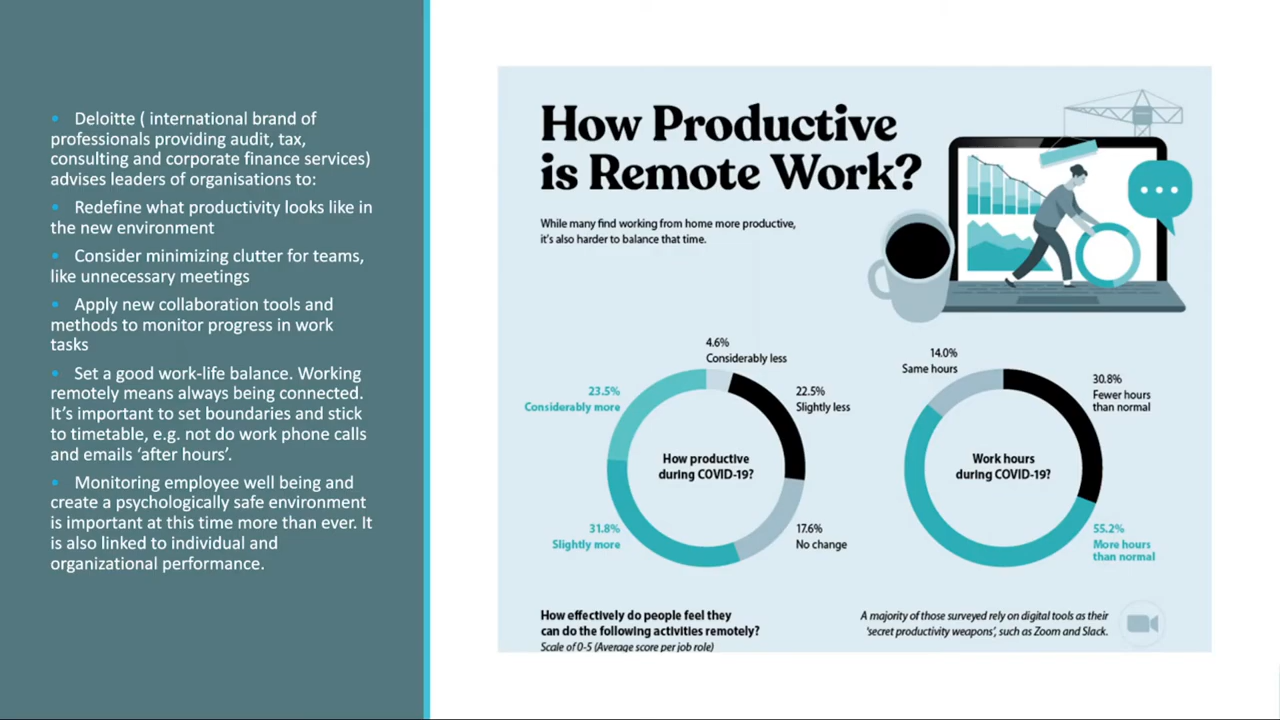 • Deloitte ( international brand of
professionals providing audit, tax,
consulting and corporate finance services)
advises leaders of organisations to:
• Redefine what productivity looks like in
the new environment
• Consider minimizing clutter for teams,
like unnecessary meetings
• Apply new collaboration tools and
methods to monitor progress in work
tasks
• Set a good work-life balance. Working
remotely means always being connected.
It’s important to set boundaries and stick
to timetable, e.g. not do work phone calls
and emails ‘after hours’.
• Monitoring employee well being and
create a psychologically safe environment
is important at this time more than ever. It
is also linked to individual and
organizational performance.
How Productive
is Remote Work?
While many find working from home more productive,
it’s also harder to balance that time.
4.6%
Considerably less
23.5%
Considerably more
22.5%
Slightly less
How productive
during COVID-19?
31.8%
Slightly more
17.6%
No change
14.0%
Same hours
30.8%
Fewer hours
than normal
Work hours
during COVID-19?
55.2%
More hours
than normal
How effectively do people feel they
can do the following activities remotely?
Scale of 0-5 (Average score per job role)
A majority of those surveyed rely on digital tools as their
‘secret productivity weapons’, such as Zoom and Slack.